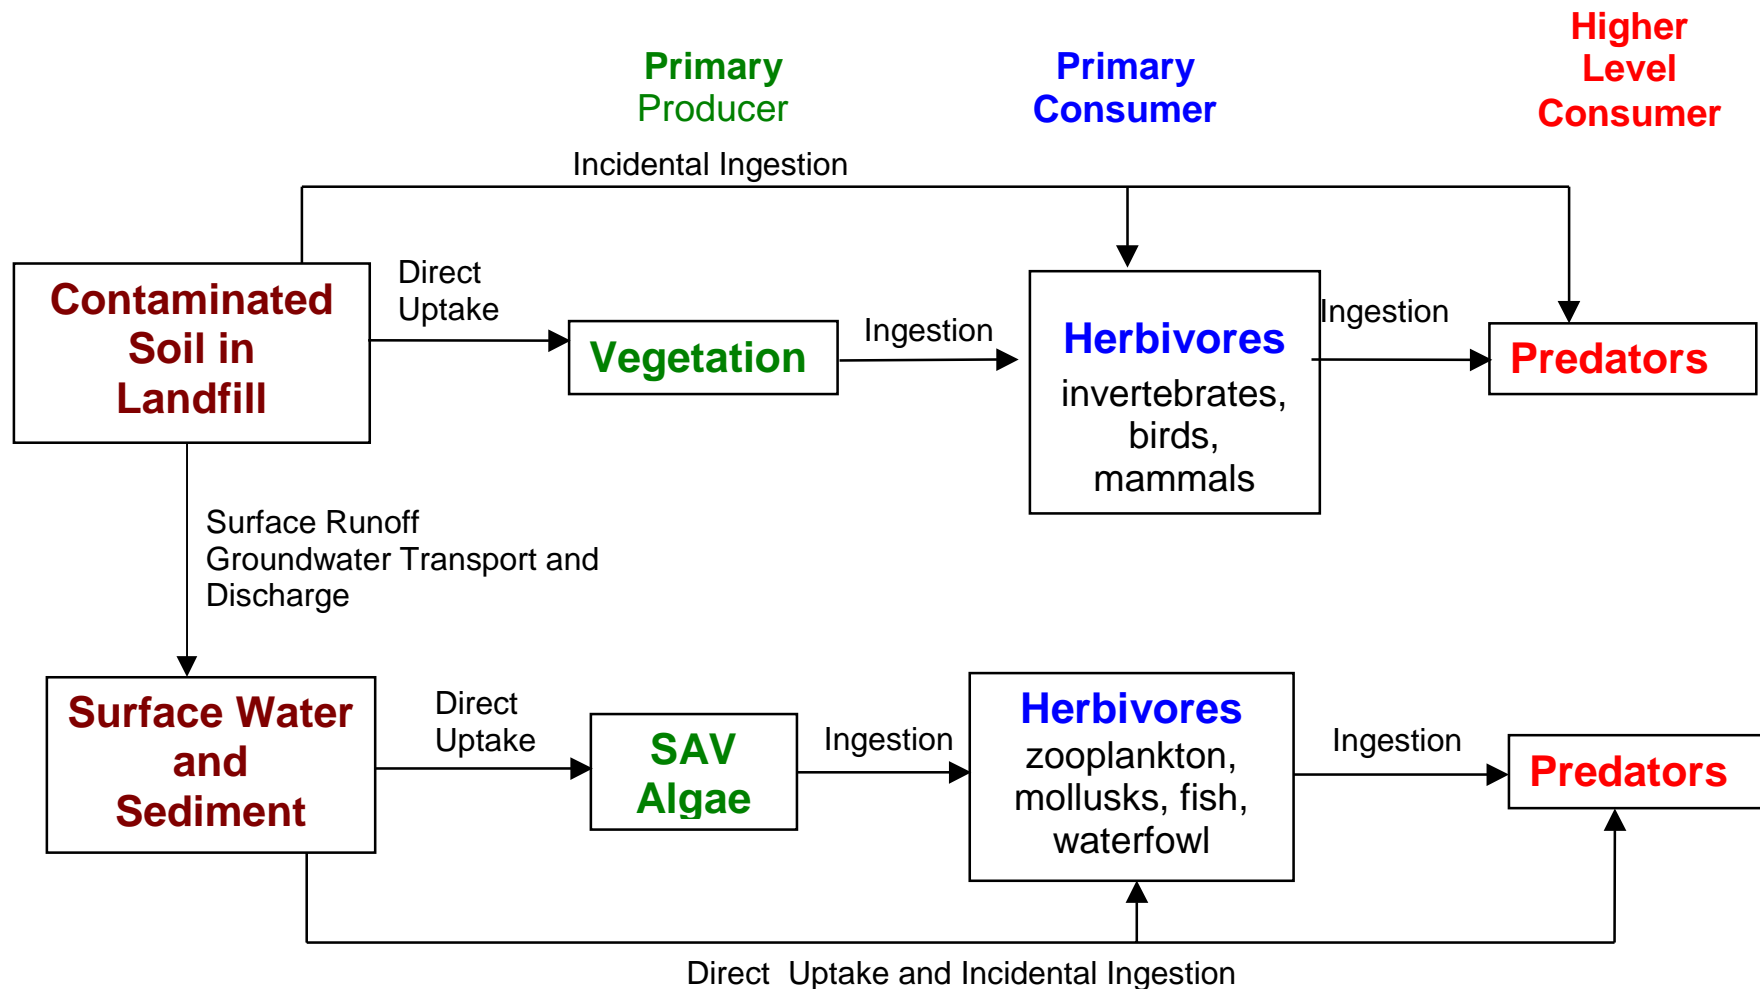 Primary
Producer
Primary
Consumer
Higher
Level
Consumer
Incidental Ingestion
Contaminated
Soil in
Landfill
Direct
Uptake
Vegetation
Ingestion
Herbivores
invertebrates,
birds,
mammals
Ingestion
Predators
Surface Runoff
Groundwater Transport and
Discharge
Surface Water
and
Sediment
Direct
Uptake
SAV
Algae
Ingestion
Herbivores
zooplankton,
mollusks, fish,
waterfowl
Ingestion
Predators
Direct Uptake and Incidental Ingestion